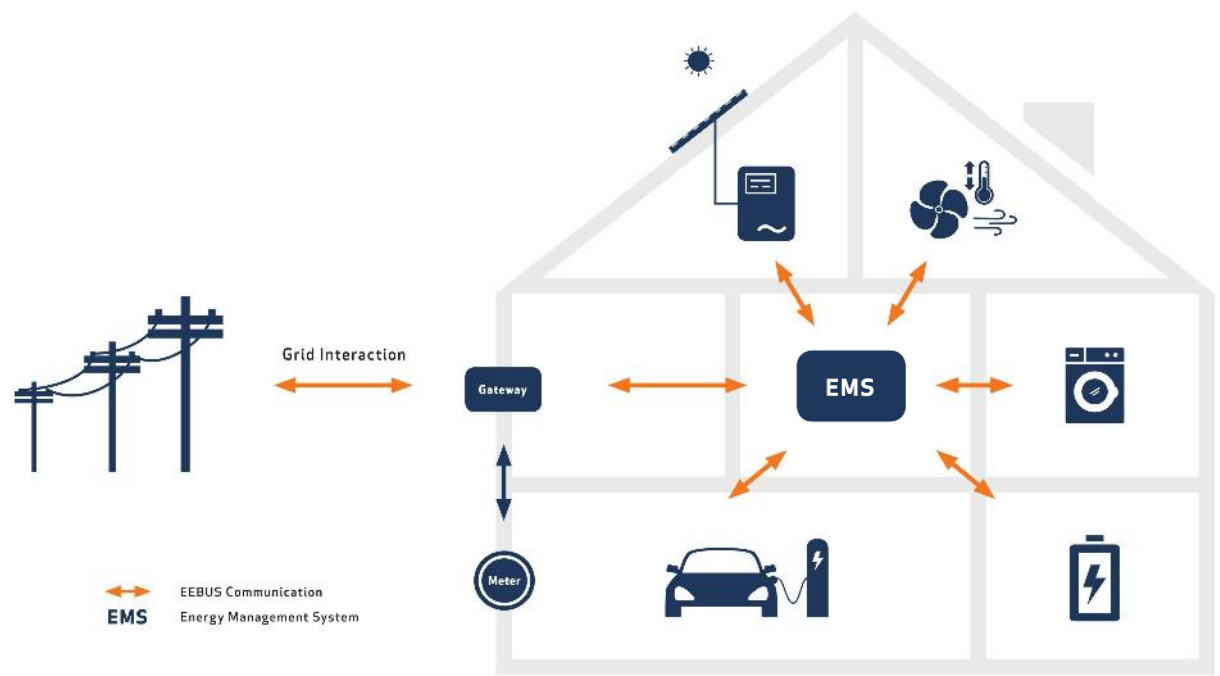 Grid Interaction
Gateway
EMS
Meter
EEBUS Communication
EMS Energy Management System